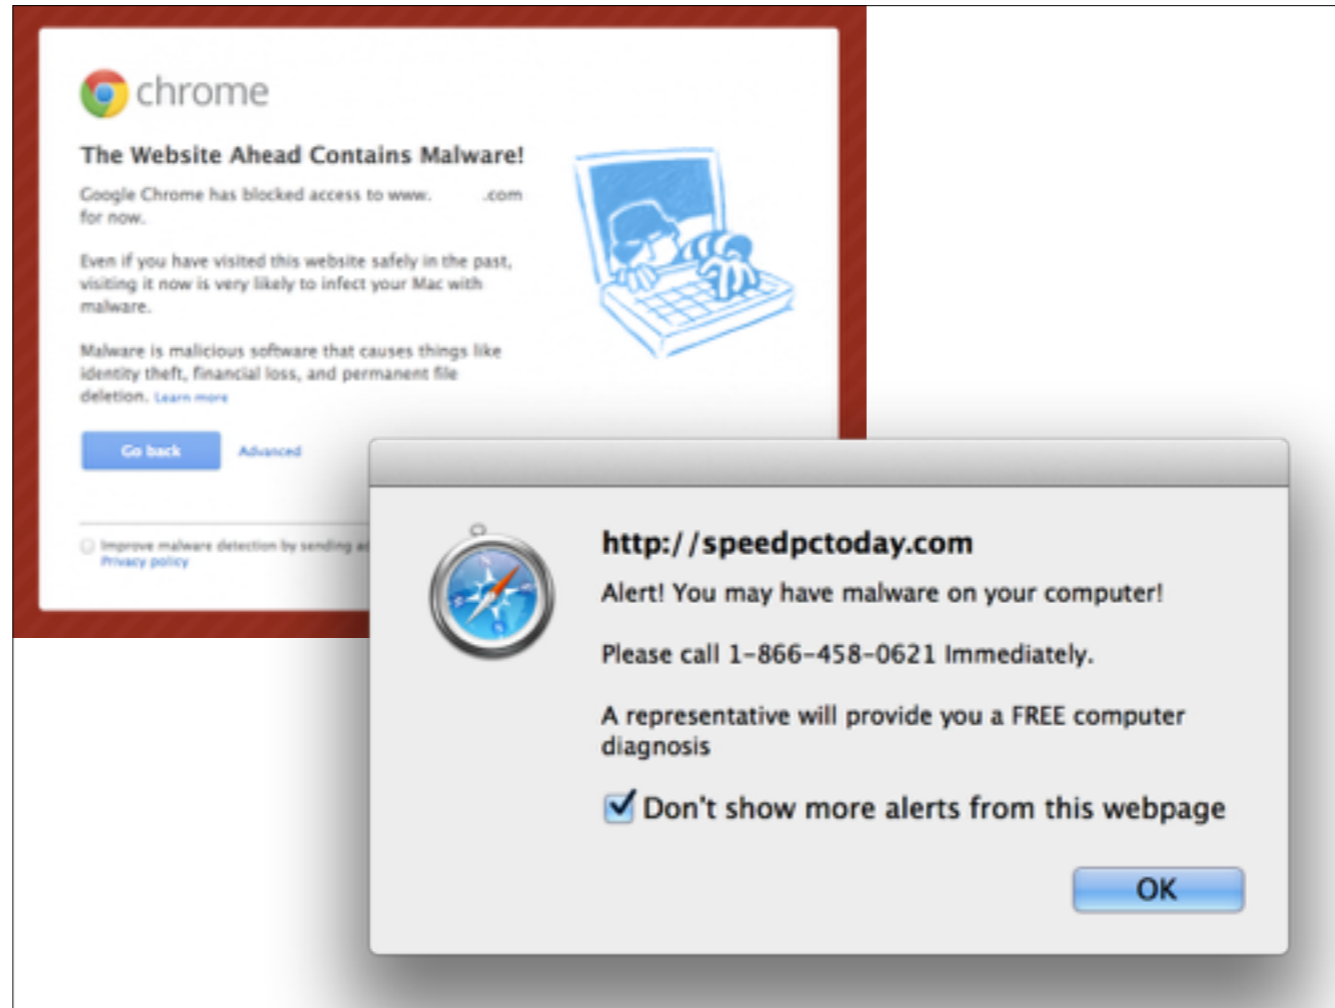 chrome
The Website Ahead Contains Malware!
Google Chrome has blocked access to www. .com
for now.
Even if you have visited this website safely in the past,
visiting it now is very likely to infect your Mac with
malware.
Malware is malicious software that causes things like
identity theft, financial loss, and permanent file
deletion. Learn more
Go back Advanced
Improve malware detection by sending
Privacy policy
http://speedpctoday.com
Alert! You may have malware on your computer!
Please call 1-866-458-0621 Immediately.
A representative will provide you a FREE computer
diagnosis
Don't show more alerts from this webpage
OK